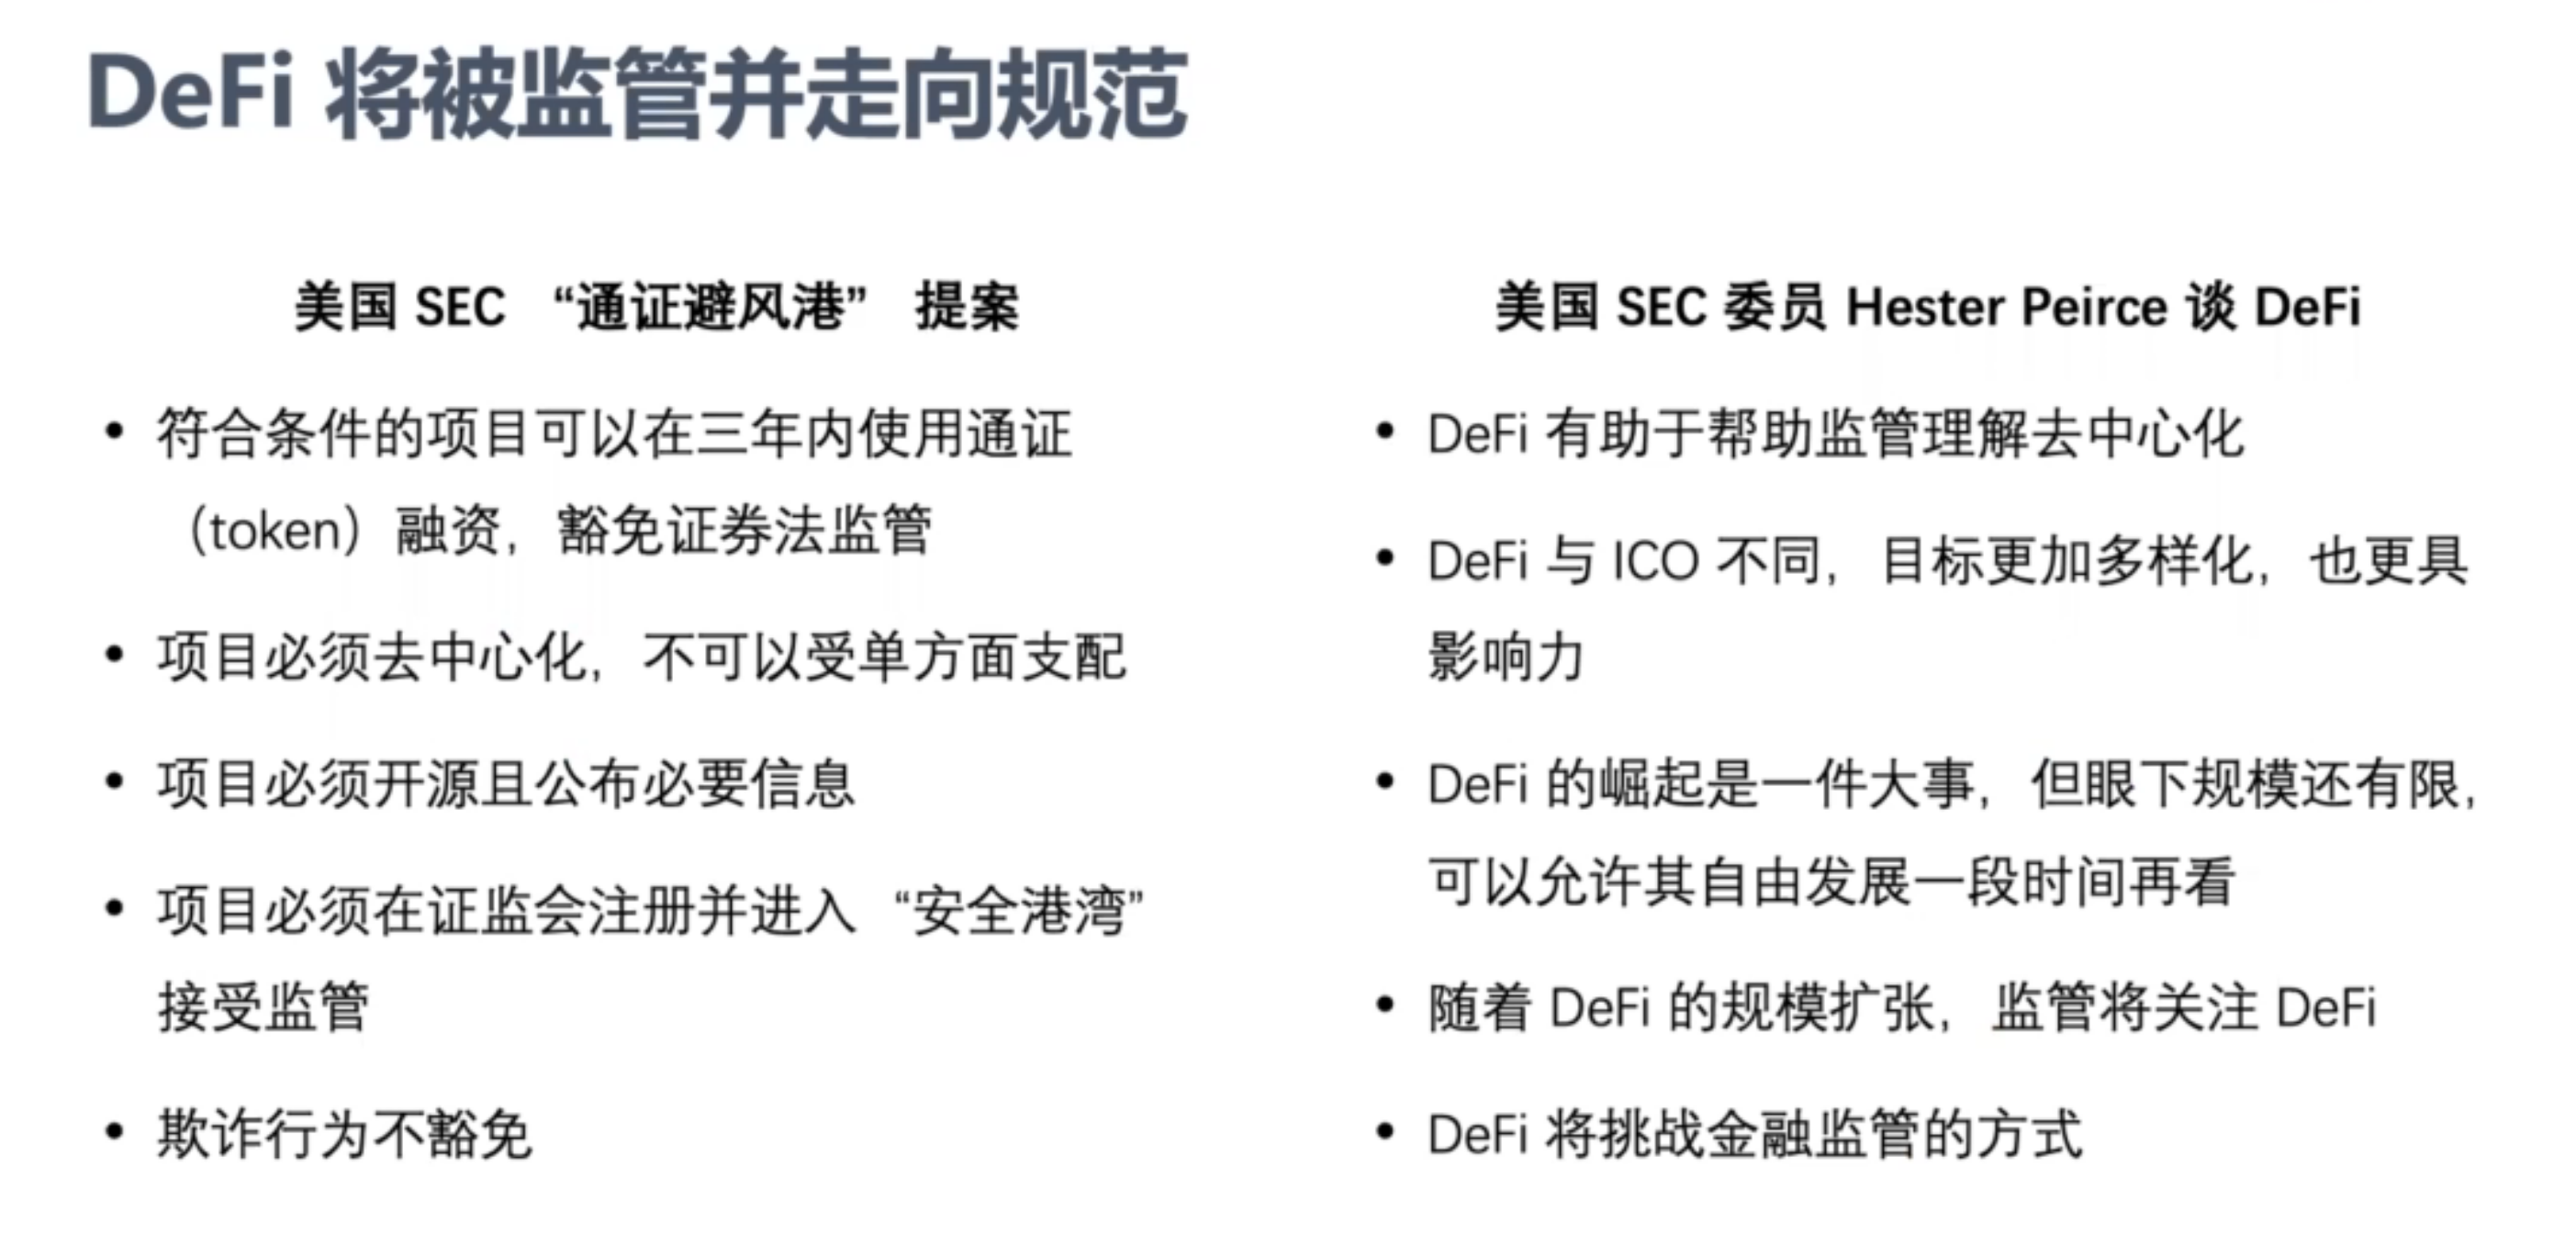 DeFi 将被监管并走向规范
美国 SEC “通证避风港” 提案
• 符合条件的项目可以在三年内使用通证
（token）融资，豁免证券法监管
• 项目必须去中心化，不可以受单方面支配
• 项目必须开源且公布必要信息
• 项目必须在证监会注册并进入 “安全港湾”
接受监管
• 欺诈行为不豁免
美国 SEC 委员 Hester Peirce 谈 DeFi
• DeFi 有助于帮助监管理解去中心化
• DeFi 与 ICO 不同，目标更加多样化，也更具
影响力
• DeFi 的崛起是一件大事，但眼下规模还有限，
可以允许其自由发展一段时间再看
• 随着 DeFi 的规模扩张，监管将关注 DeFi
• DeFi 将挑战金融监管的方式